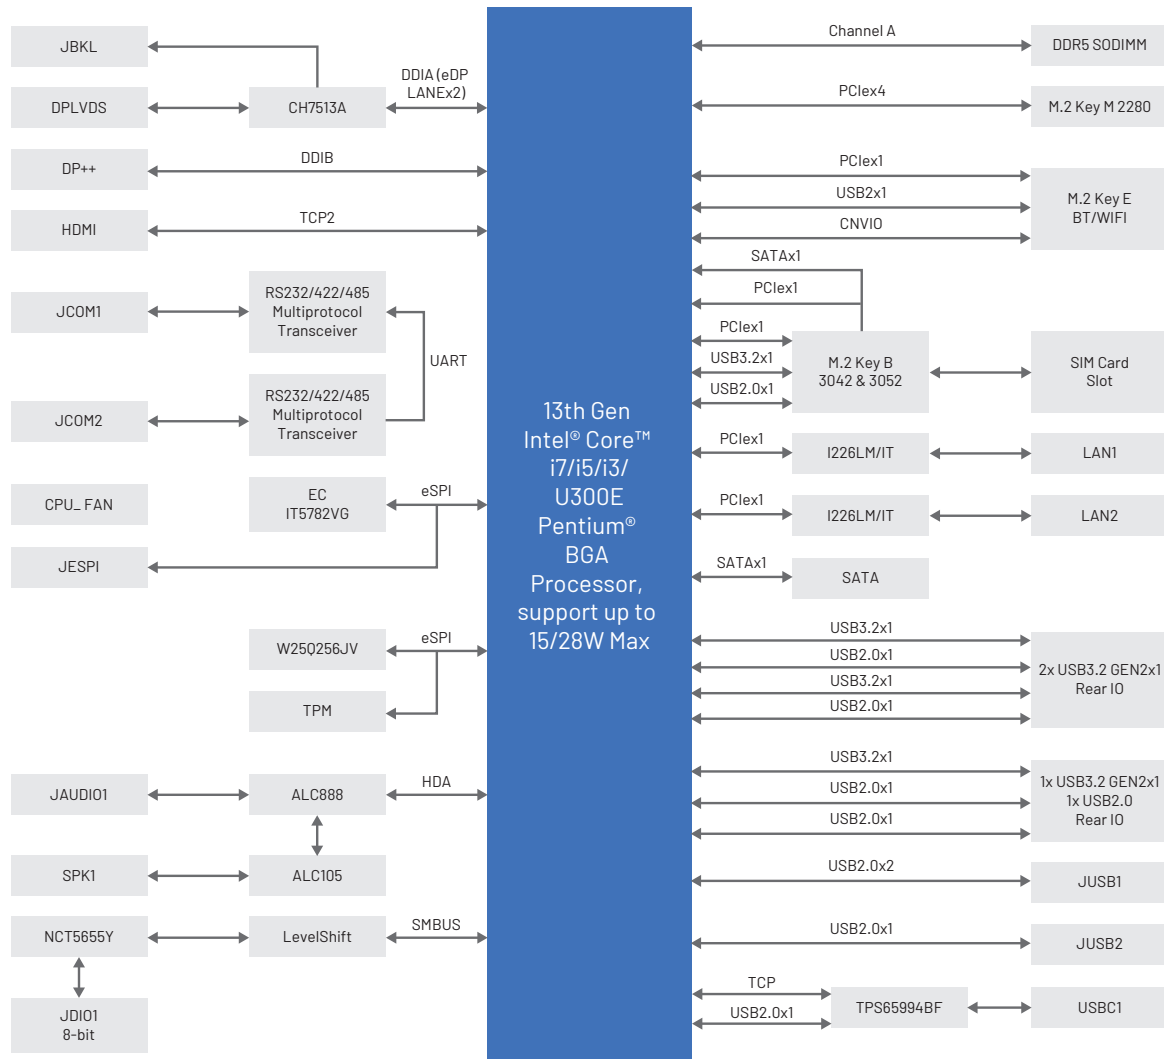 JBKL
DPLVDS
CH7513A
DDIA (eDP
LANEx2)
DP++
DDIB
HDMI
TCP2
JCOM1
RS232/422/485
Multiprotocol
Transceiver
UART
JCOM2
RS232/422/485
Multiprotocol
Transceiver
CPU_ FAN
EC
IT5782VG
eSPI
JESPI
W25Q256JV
eSPI
TPM
JAUDIO1
ALC888
HDA
SPK1
ALC105
NCT5655Y
LevelShift
SMBUS
JDIO1
8-bit
13th Gen
Intel® Core™
i7/i5/i3/
U300E
Pentium®
BGA
Processor,
support up to
15/28W Max
Channel A
DDR5 SODIMM
PCIex4
M.2 Key M 2280
PCIex1
USB2x1
CNVIO
M.2 Key E
BT/WIFI
SATAx1
PCIex1
PCIex1
USB3.2x1
USB2.0x1
M.2 Key B
3042 & 3052
SIM Card
Slot
PCIex1
I226LM/IT
LAN1
PCIex1
I226LM/IT
LAN2
SATAx1
SATA
USB3.2x1
USB2.0x1
USB3.2x1
USB2.0x1
2x USB3.2 GEN2x1
Rear IO
USB3.2x1
USB2.0x1
USB2.0x1
1x USB3.2 GEN2x1
1x USB2.0
Rear IO
USB2.0x2
JUSB1
USB2.0x1
JUSB2
TCP
USB2.0x1
TPS65994BF
USBC1